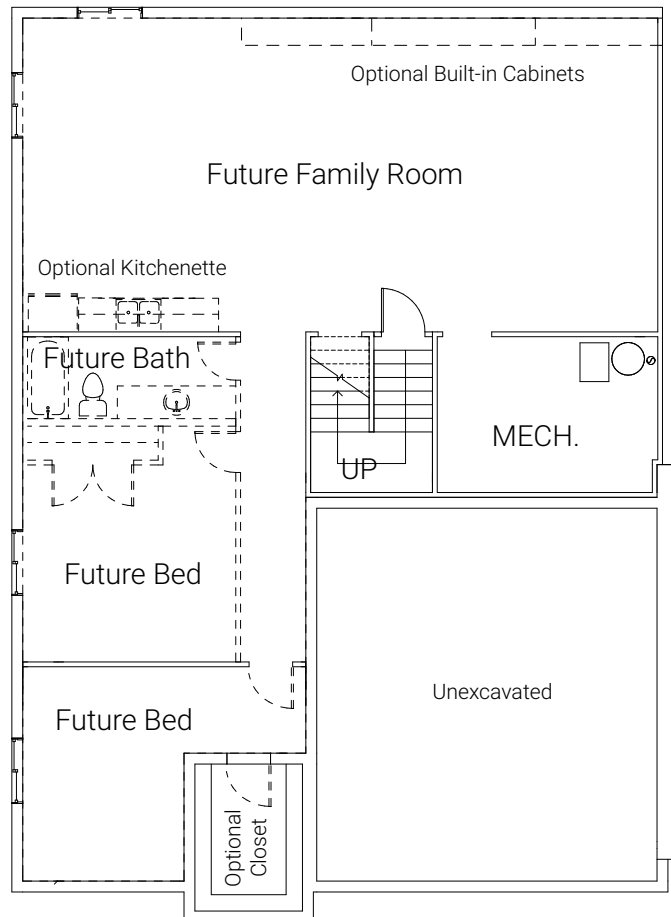 Optional Built-in Cabinets
Future Family Room
Optional Kitchenette
Future Bath
MECH.
UP
Future Bed
Unexcavated
Future Bed
Optional
Closet